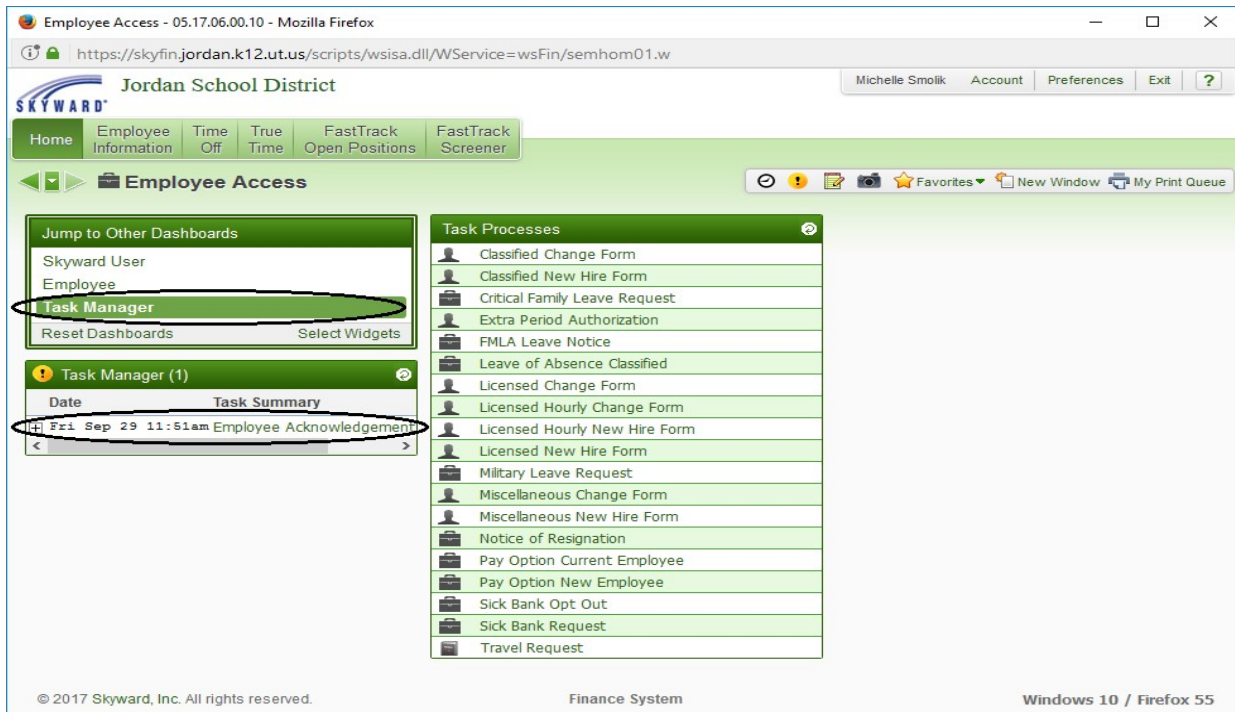 Employee Access - 05.17.06.00.10 - Mozilla Firefox
https://skyfin.jordan.k12.ut.us/scripts/wsisa.dll/WService=wsFin/semhom01.w
SKYWARD
Jordan School District
Michelle Smolik Account Preferences Exit ?
Home
Employee Information
Time Off
True Time
FastTrack Open Positions
FastTrack Screener
Employee Access
Favorites New Window My Print Queue
Jump to Other Dashboards
Skyward User
Employee
Task Manager
Reset Dashboards Select Widgets
Task Manager (1)
Date Task Summary
Fri Sep 29 11:51am Employee Acknowledgement
Task Processes
Classified Change Form
Classified New Hire Form
Critical Family Leave Request
Extra Period Authorization
FMLA Leave Notice
Leave of Absence Classified
Licensed Change Form
Licensed Hourly Change Form
Licensed Hourly New Hire Form
Licensed New Hire Form
Military Leave Request
Miscellaneous Change Form
Miscellaneous New Hire Form
Notice of Resignation
Pay Option Current Employee
Pay Option New Employee
Sick Bank Opt Out
Sick Bank Request
Travel Request
© 2017 Skyward, Inc. All rights reserved.
Finance System
Windows 10 / Firefox 55